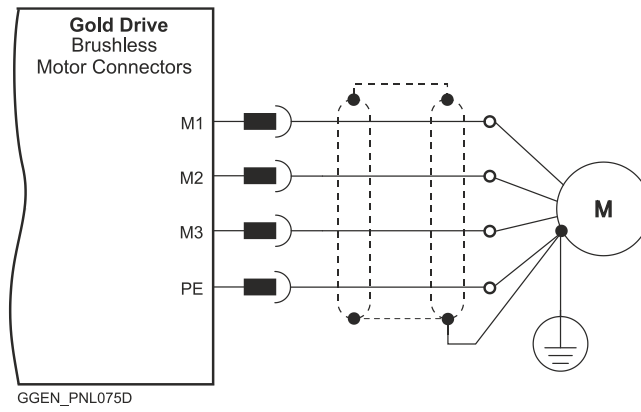 Gold Drive
Brushless
Motor Connectors
M1
M2
M3
PE
M
GGEN_PNL075D